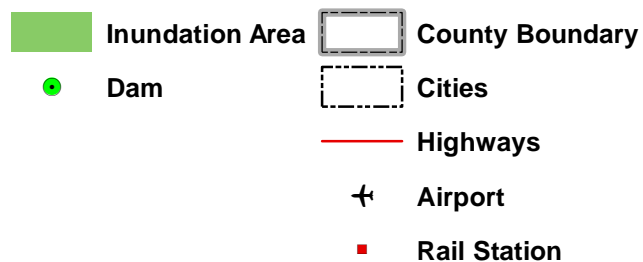 Inundation Area
County Boundary
Dam
Cities
Highways
Airport
Rail Station